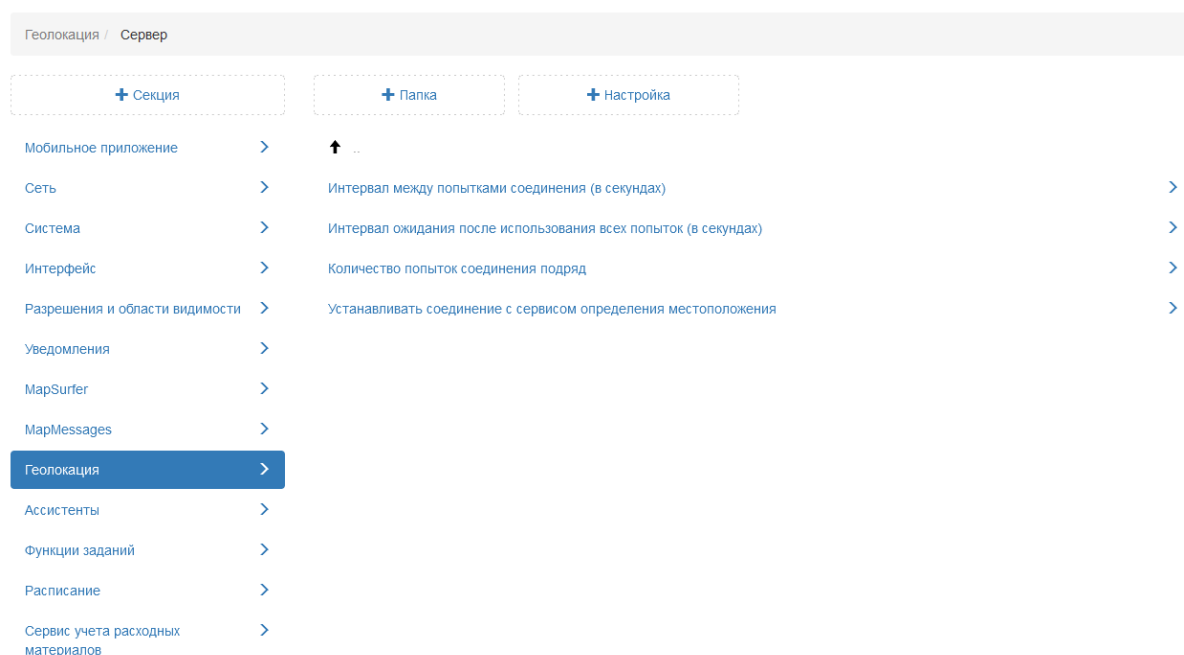 Геолокация / Сервер
+ Секция
+ Папка
+ Настройка
Мобильное приложение
Сеть
Система
Интерфейс
Разрешения и области видимости
Уведомления
MapSurfer
MapMessages
Геолокация
Ассистенты
Функции заданий
Расписание
Сервис учета расходных
материалов
..
Интервал между попытками соединения (в секундах)
Интервал ожидания после использования всех попыток (в секундах)
Количество попыток соединения подряд
Устанавливать соединение с сервисом определения местоположения